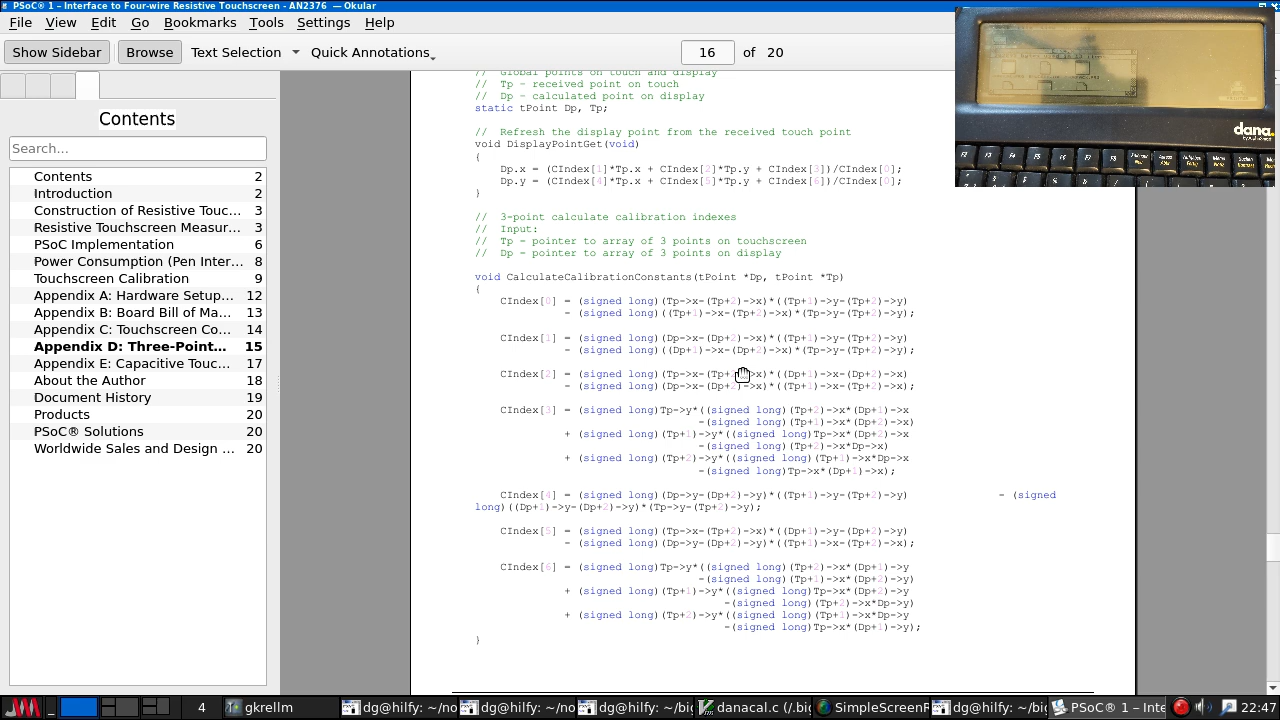 PSoC® 1 – Interface to Four-wire Resistive Touchscreen - AN2376 — Okular
File View Edit Go Bookmarks Tools Settings Help
Show Sidebar Browse Text Selection Quick Annotations 16 of 20
Contents
Search...
Contents 2
Introduction 2
Construction of Resistive Touc... 3
Resistive Touchscreen Measur... 3
PSoC Implementation 6
Power Consumption (Pen Inter... 8
Touchscreen Calibration 9
Appendix A: Hardware Setup... 12
Appendix B: Board Bill of Ma... 13
Appendix C: Touchscreen Co... 14
Appendix D: Three-Point... 15
Appendix E: Capacitive Touc... 17
About the Author 18
Document History 19
Products 20
PSoC® Solutions 20
Worldwide Sales and Design ... 20
// Global points on touch and display
// Tp - received point on touch
// Dp - calculated point on display
static tPoint Dp, Tp;
// Refresh the display point from the received touch point
void DisplayPointGet(void)
{
Dp.x = (CIndex[1]*Tp.x + CIndex[2]*Tp.y + CIndex[3])/CIndex[0];
Dp.y = (CIndex[4]*Tp.x + CIndex[5]*Tp.y + CIndex[6])/CIndex[0];
}
// 3-point calculate calibration indexes
// Input:
// Tp - pointer to array of 3 points on touchscreen
// Dp - pointer to array of 3 points on display
void CalculateCalibrationConstants(tPoint *Dp, tPoint *Tp)
{
CIndex[0] = (signed long)(Tp->x-(Tp+2)->x)*((Tp+1)->y-(Tp+2)->y)
- (signed long)((Tp+1)->x-(Tp+2)->x)*(Tp->y-(Tp+2)->y);
CIndex[1] = (signed long)(Dp->x-(Dp+2)->x)*((Tp+1)->y-(Tp+2)->y)
- (signed long)((Dp+1)->x-(Dp+2)->x)*(Tp->y-(Tp+2)->y);
CIndex[2] = (signed long)(Tp->x-(Tp+2)->x)*((Dp+1)->x-(Dp+2)->x)
- (signed long)(Dp->x-(Dp+2)->x)*((Tp+1)->x-(Tp+2)->x);
CIndex[3] = (signed long)Tp->y*((signed long)(Tp+2)->x*(Dp+1)->x
-(signed long)(Tp+1)->x*(Dp+2)->x)
+ (signed long)(Tp+1)->y*((signed long)Tp->x*(Dp+2)->x
-(signed long)(Tp+2)->x*Dp->x)
+ (signed long)(Tp+2)->y*((signed long)(Tp+1)->x*Dp->x
-(signed long)Tp->x*(Dp+1)->x);
CIndex[4] = (signed long)(Dp->y-(Dp+2)->y)*((Tp+1)->y-(Tp+2)->y) - (signed
long)((Dp+1)->y-(Dp+2)->y)*(Tp->y-(Tp+2)->y);
CIndex[5] = (signed long)(Tp->x-(Tp+2)->x)*((Dp+1)->y-(Dp+2)->y)
- (signed long)(Dp->y-(Dp+2)->y)*((Tp+1)->x-(Tp+2)->x);
CIndex[6] = (signed long)Tp->y*((signed long)(Tp+2)->x*(Dp+1)->y
-(signed long)(Tp+1)->x*(Dp+2)->y)
+ (signed long)(Tp+1)->y*((signed long)Tp->x*(Dp+2)->y
-(signed long)(Tp+2)->x*Dp->y)
+ (signed long)(Tp+2)->y*((signed long)(Tp+1)->x*Dp->y
-(signed long)Tp->x*(Dp+1)->y);
}
dana
4 gkrellm dg@hilfy: ~/no dg@hilfy: ~/no dg@hilfy: ~/big danacal.c (/.big SimpleScreenR dg@hilfy: ~/big PSoC® 1 – Inte 22:47